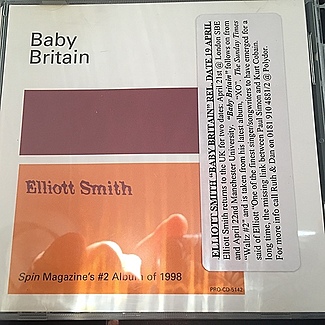 Baby
Britain
Elliott Smith
Spin Magazine's #2 Album of 1998
PRO-CD-5142
ELLIOTT SMITH "BABY BRITAIN" REL. DATE 19 APRIL
Elliott Smith returns to the UK for two dates: April 21st @ London SBE
and April 22nd Manchester University. "Baby Britain" follows on from
"Waltz #2" and is taken from his latest album, "XO". The Sunday Times
said of Elliott "One of the finest singer/songwriters to have emerged for a
long time, the missing link between Paul Simon and Kurt Cobain.
For more info call Ruth & Dan on 0181 910 4881/2 @ Polydor.